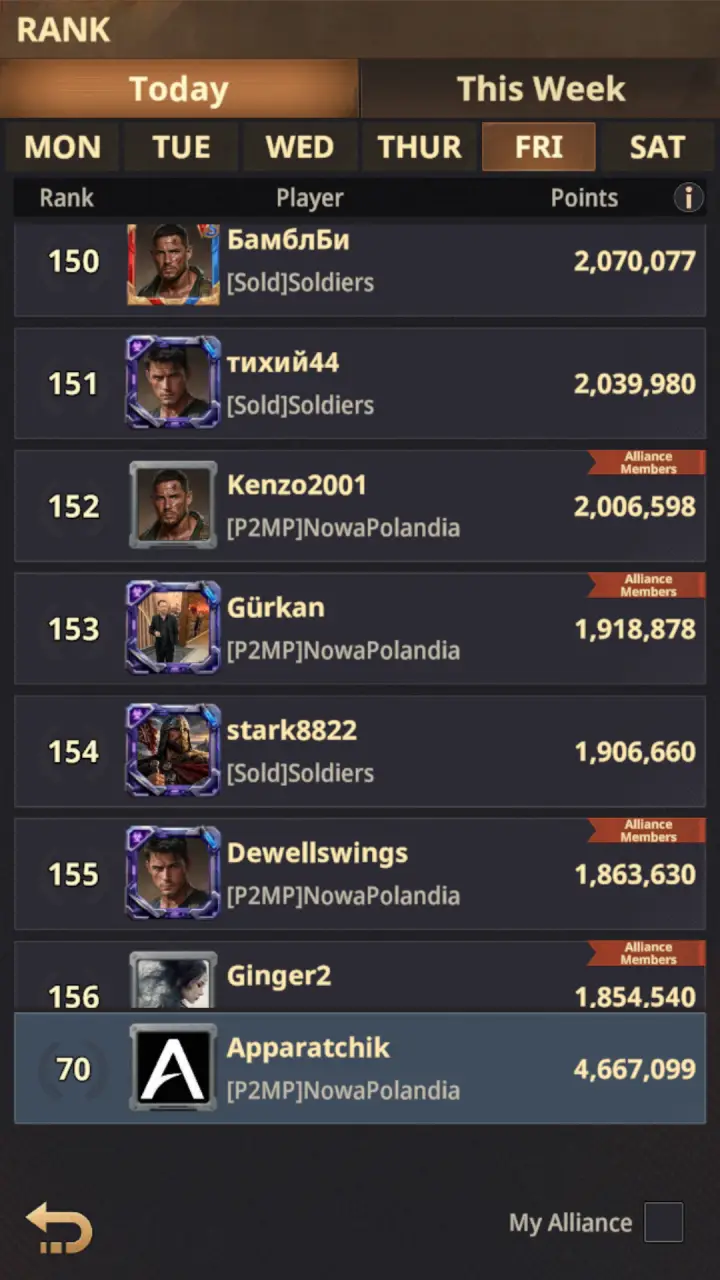 RANK
Today
This Week
MON TUE WED THUR FRI SAT
Rank Player Points i
150 БамблБи 2,070,077
[Sold]Soldiers
151 тихий44 2,039,980
[Sold]Soldiers
Alliance Members
152 Kenzo2001 2,006,598
[P2MP]NowaPolandia
Alliance Members
153 Gürkan 1,918,878
[P2MP]NowaPolandia
154 stark8822 1,906,660
[Sold]Soldiers
Alliance Members
155 Dewellswings 1,863,630
[P2MP]NowaPolandia
Alliance Members
156 Ginger2 1,854,540
70 Apparatchik 4,667,099
[P2MP]NowaPolandia
My Alliance